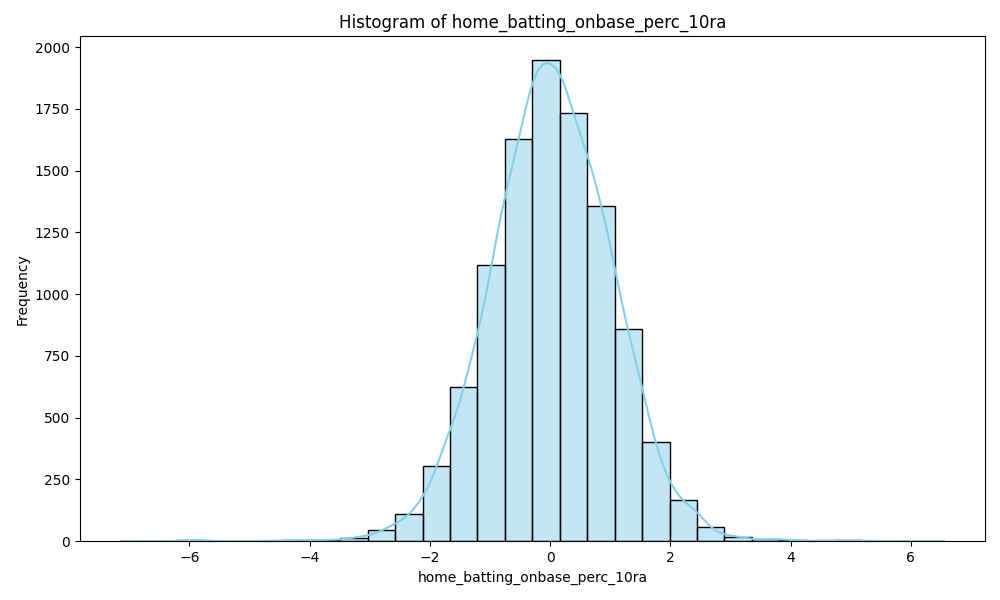 Histogram of home_batting_onbase_perc_10ra
2000
1750
1500
1250
1000
750
500
250
0
Frequency
−6 −4 −2 0 2 4 6
home_batting_onbase_perc_10ra